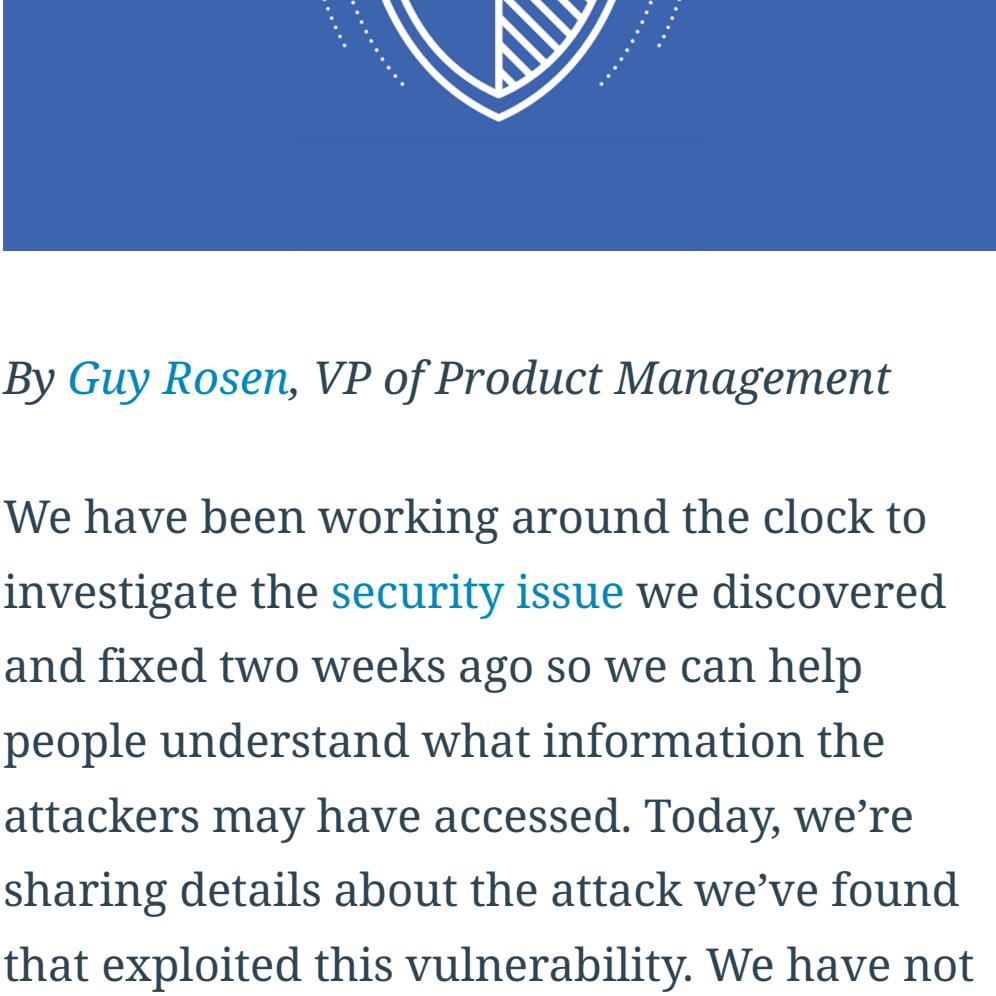 By Guy Rosen, VP of Product Management
We have been working around the clock to
investigate the security issue we discovered
and fixed two weeks ago so we can help
people understand what information the
attackers may have accessed. Today, we’re
sharing details about the attack we’ve found
that exploited this vulnerability. We have not